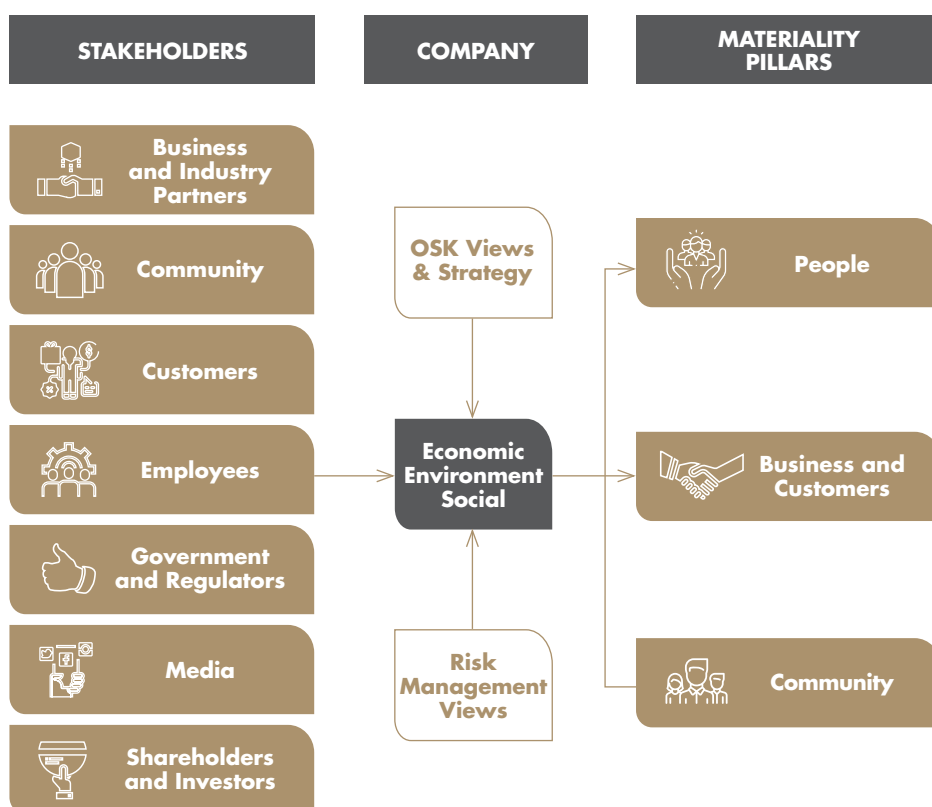 STAKEHOLDERS
COMPANY
MATERIALITY
PILLARS
Business
and Industry
Partners
Community
Customers
Employees
Government
and Regulators
Media
Shareholders
and Investors
OSK Views
& Strategy
Economic
Environment
Social
Risk
Management
Views
People
Business and
Customers
Community